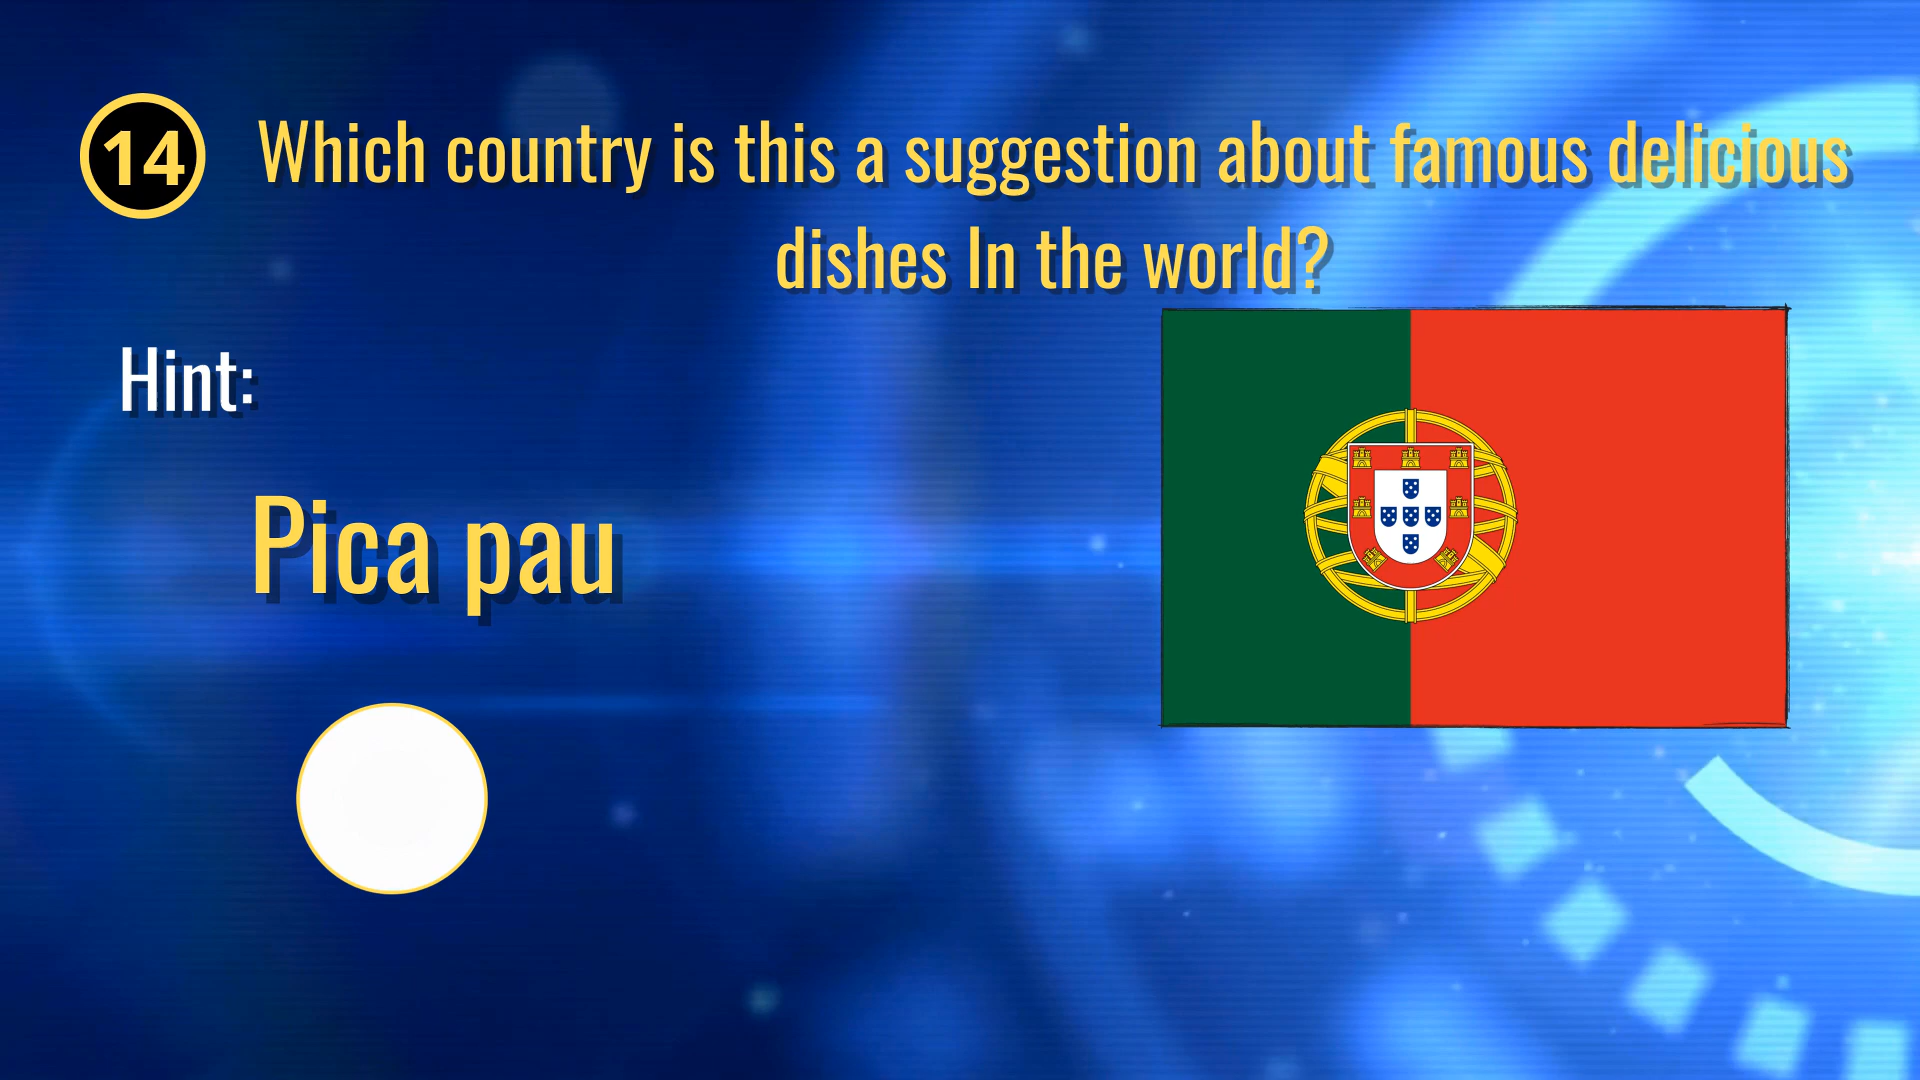 14
Which country is this a suggestion about famous delicious
dishes In the world?
Hint:
Pica pau